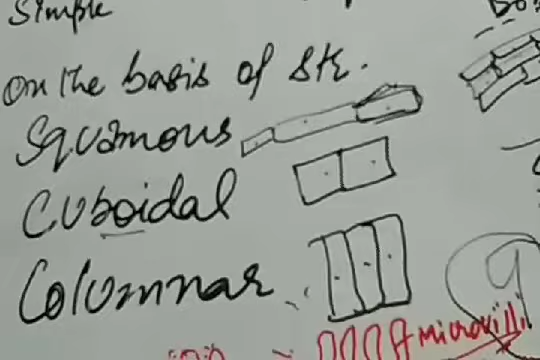 Simple
on the basis of str.
Squamous
Cuboidal
Columnar
Microvilli